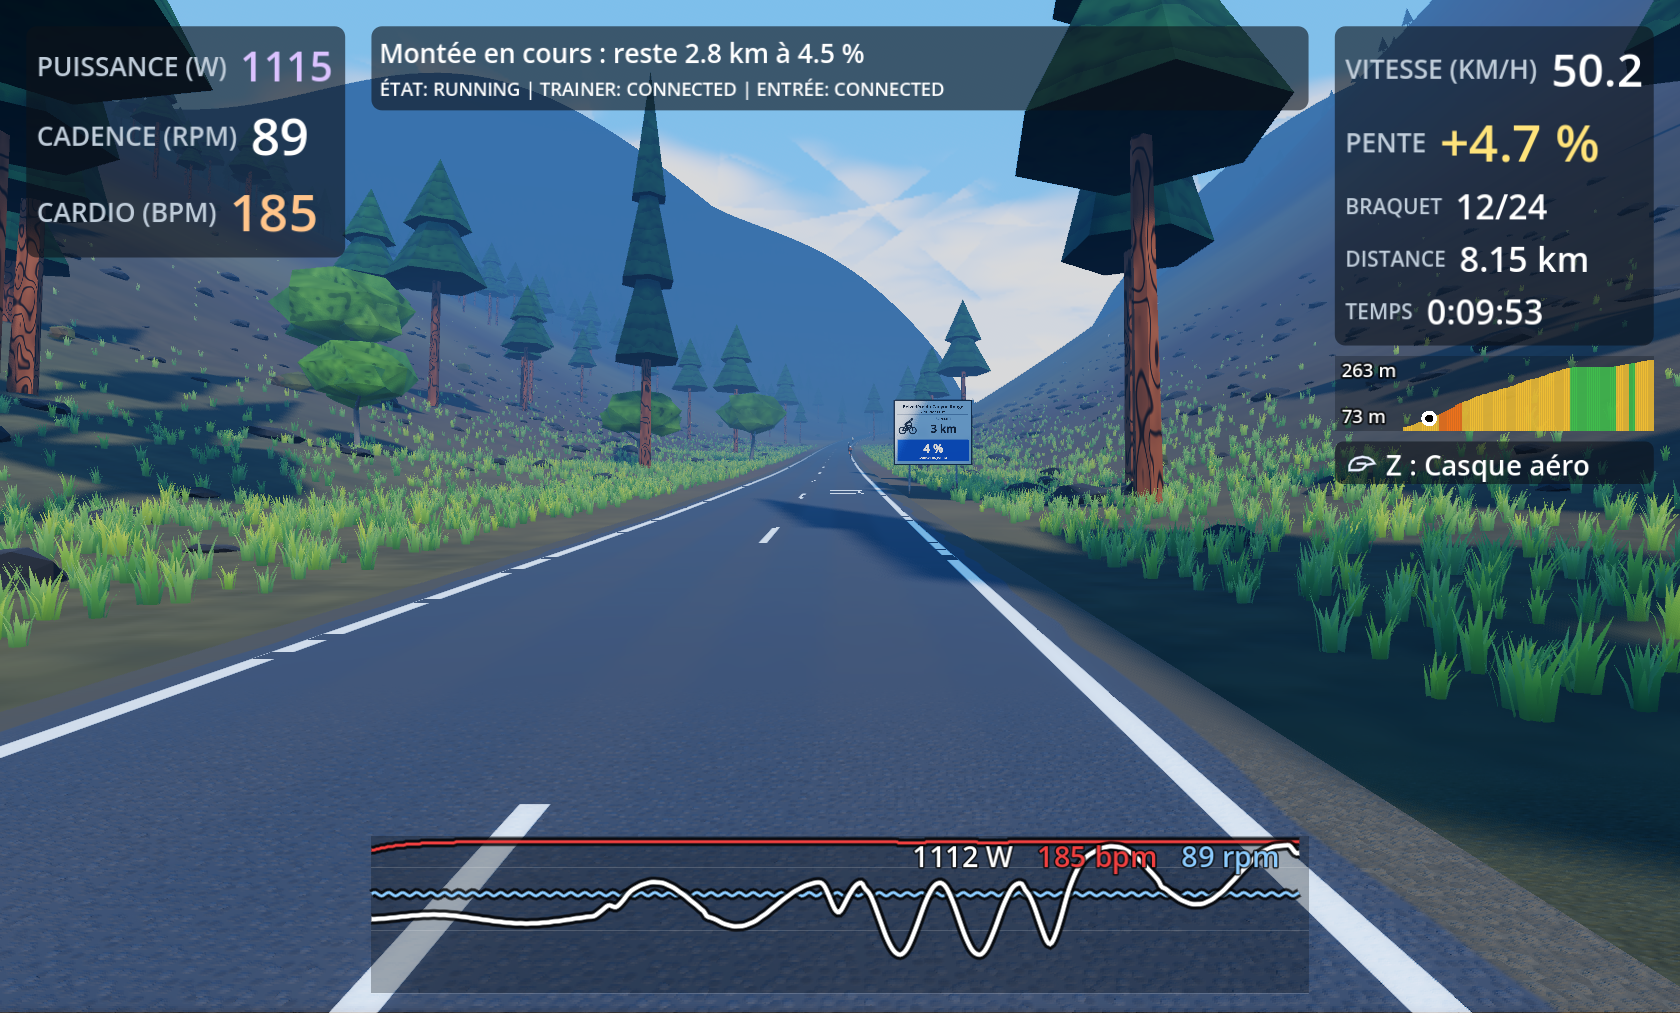 PUISSANCE (W) 1115
CADENCE (RPM) 89
CARDIO (BPM) 185
Montée en cours : reste 2.8 km à 4.5 %
ÉTAT: RUNNING | TRAINER: CONNECTED | ENTRÉE: CONNECTED
VITESSE (KM/H) 50.2
PENTE +4.7 %
BRAQUET 12/24
DISTANCE 8.15 km
TEMPS 0:09:53
263 m
73 m
Z : Casque aéro
3 km
4 %
1112 W 185 bpm 89 rpm